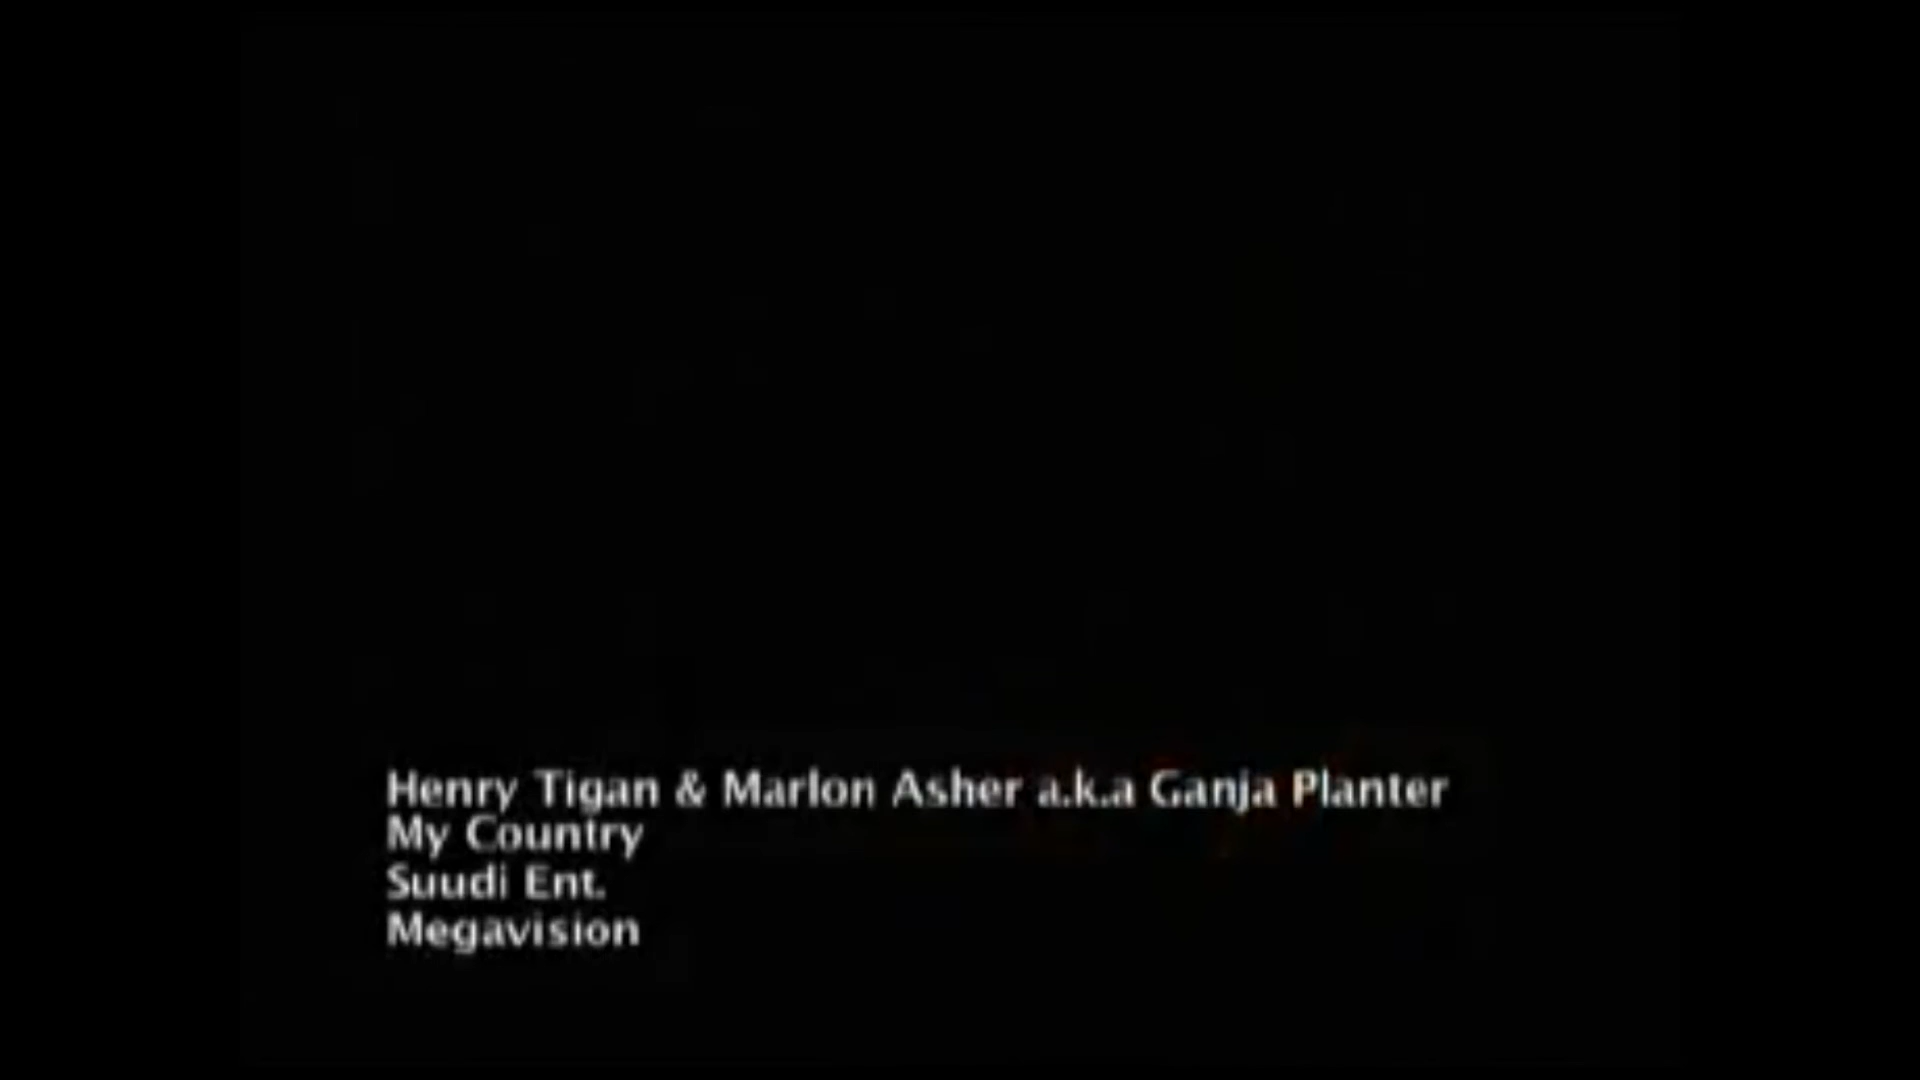 Henry Tigan & Marlon Asher a.k.a Ganja Planter
My Country
Suudi Ent.
Megavision